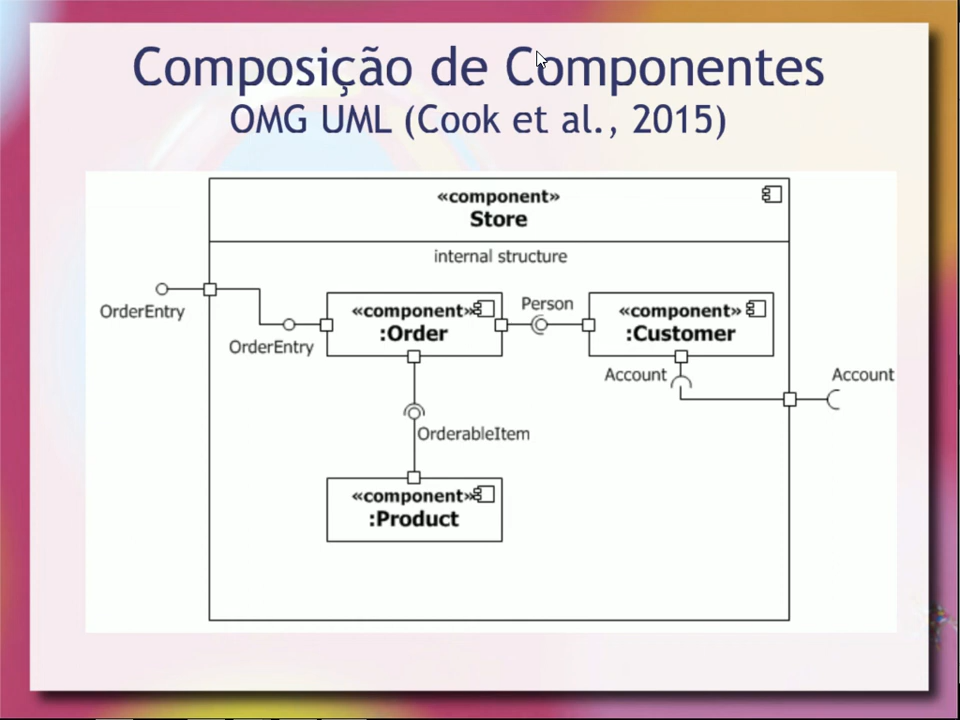 Composição de Componentes
OMG UML (Cook et al., 2015)
«component»
Store
internal structure
OrderEntry
OrderEntry
«component»
:Order
Person
«component»
:Customer
Account
Account
OrderableItem
«component»
:Product